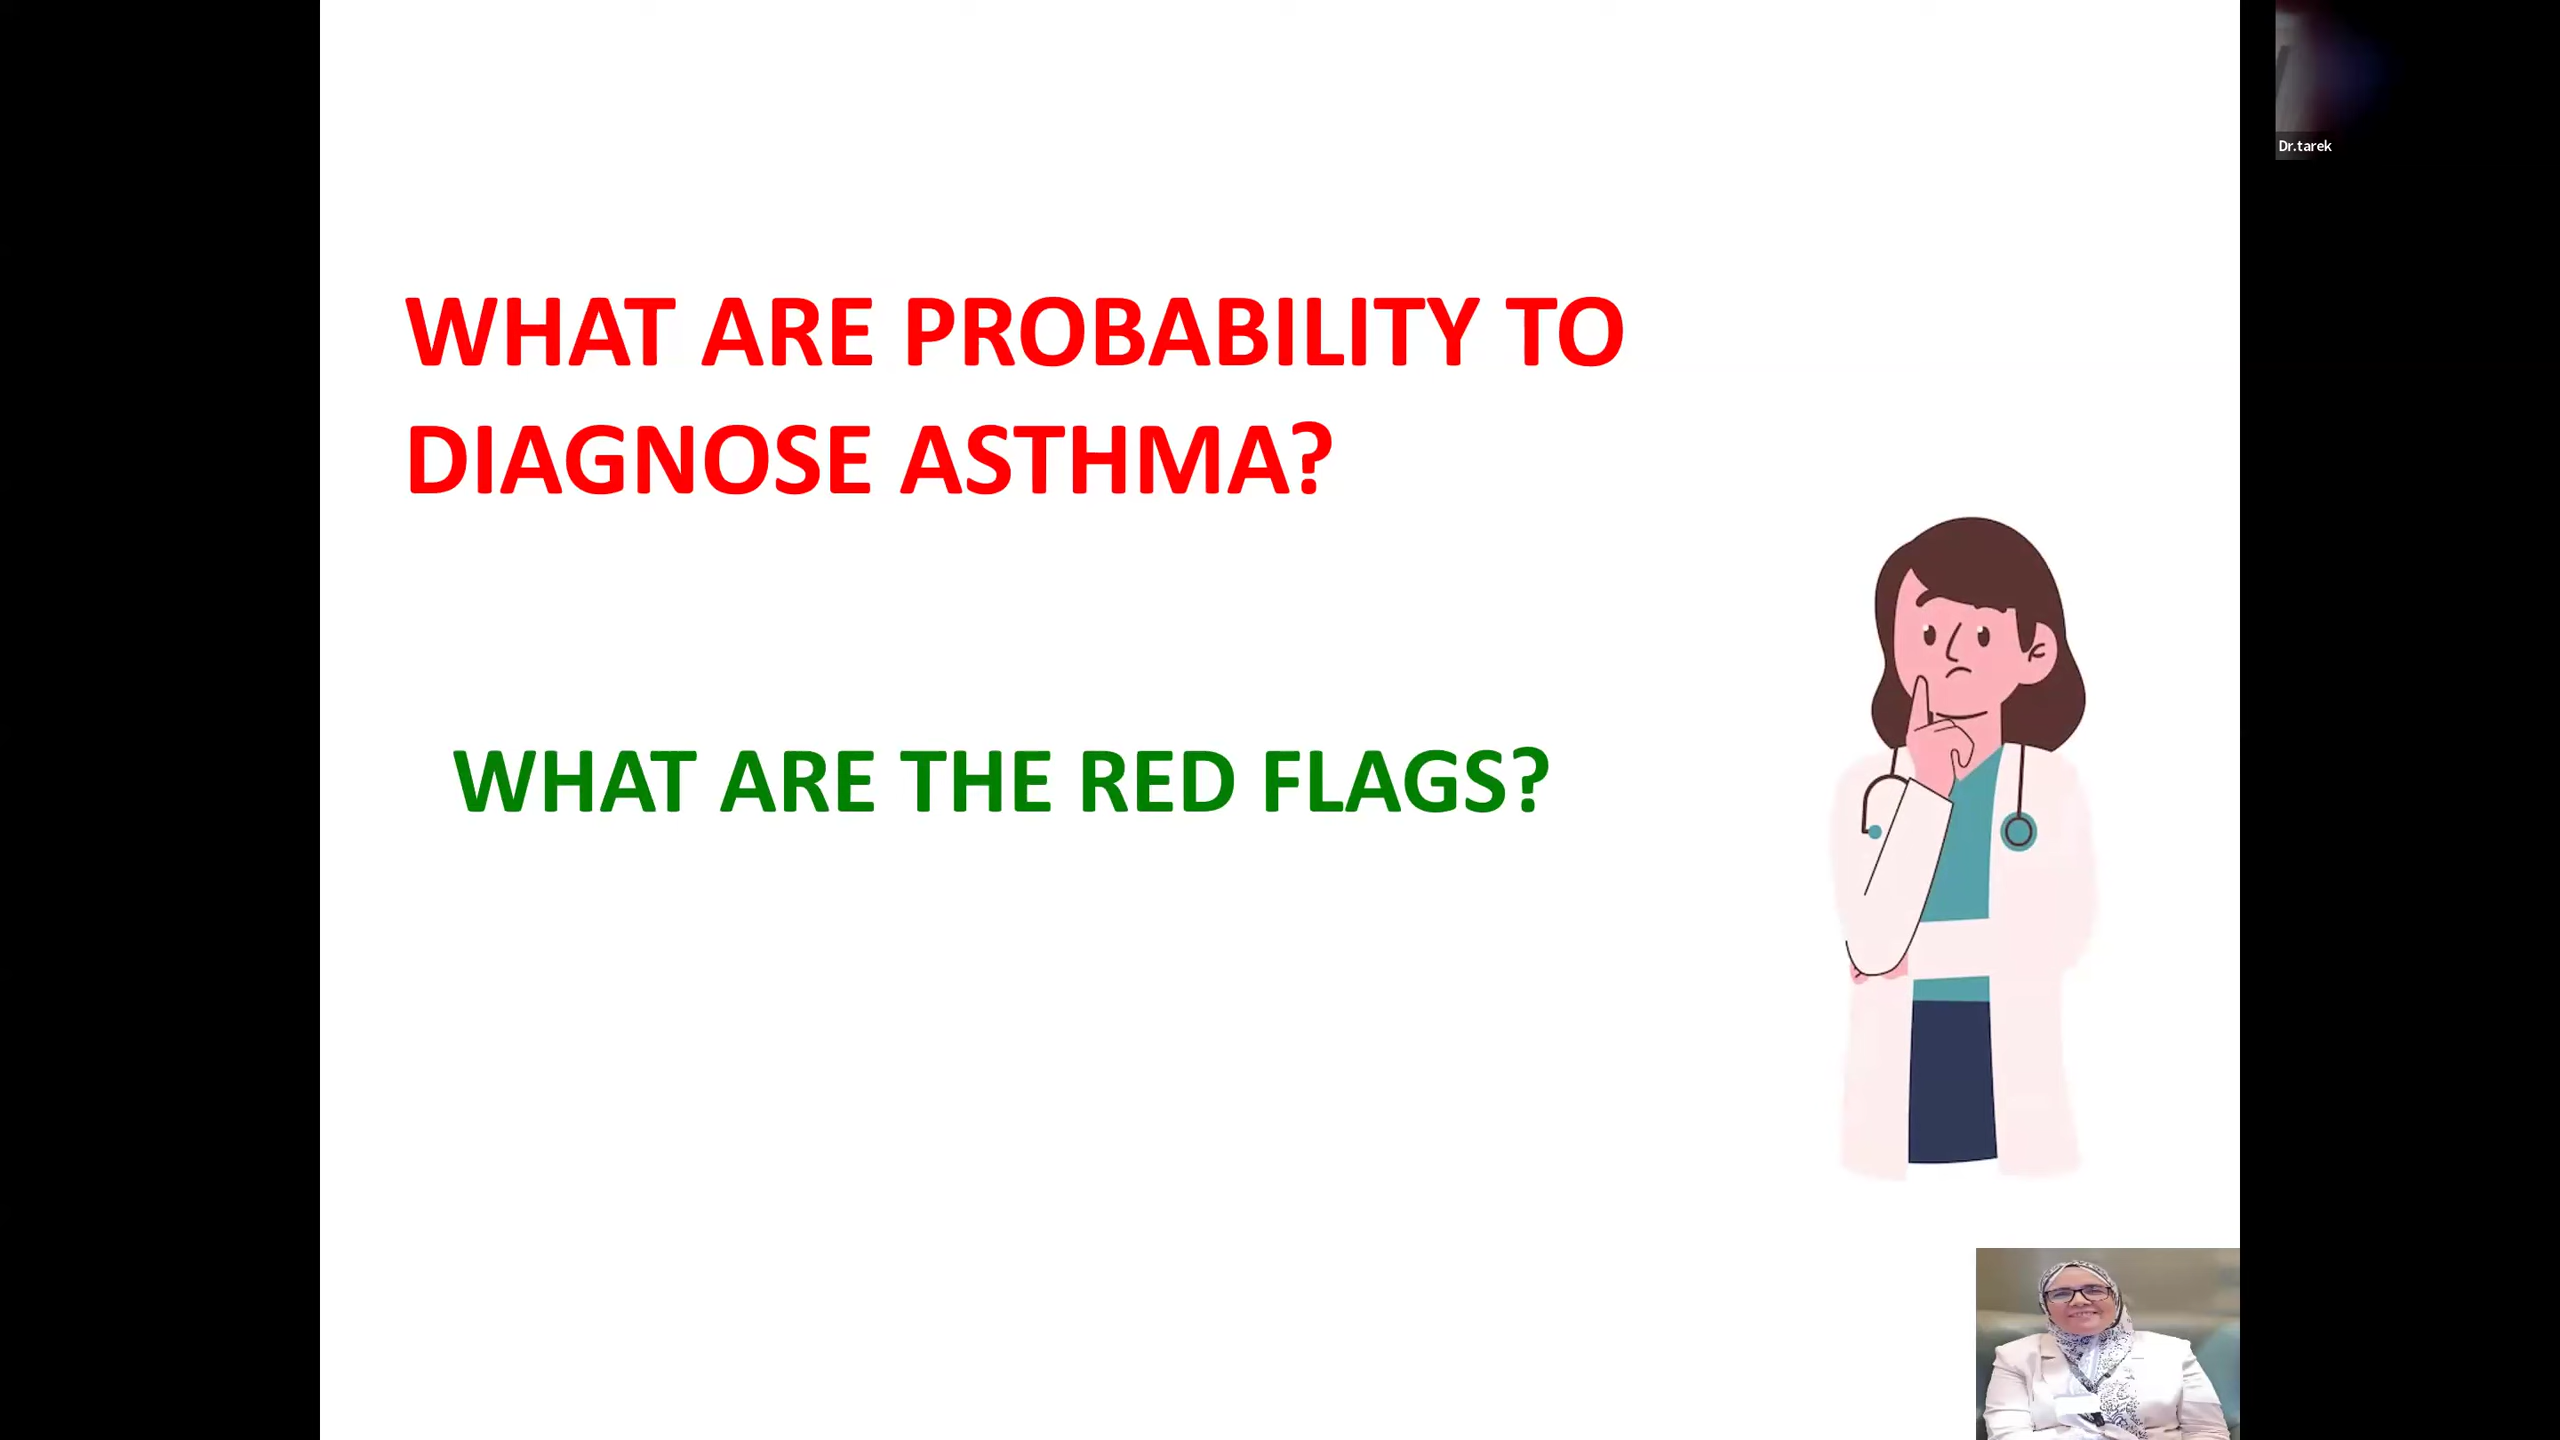 WHAT ARE PROBABILITY TO
DIAGNOSE ASTHMA?
WHAT ARE THE RED FLAGS?
Dr.tarek